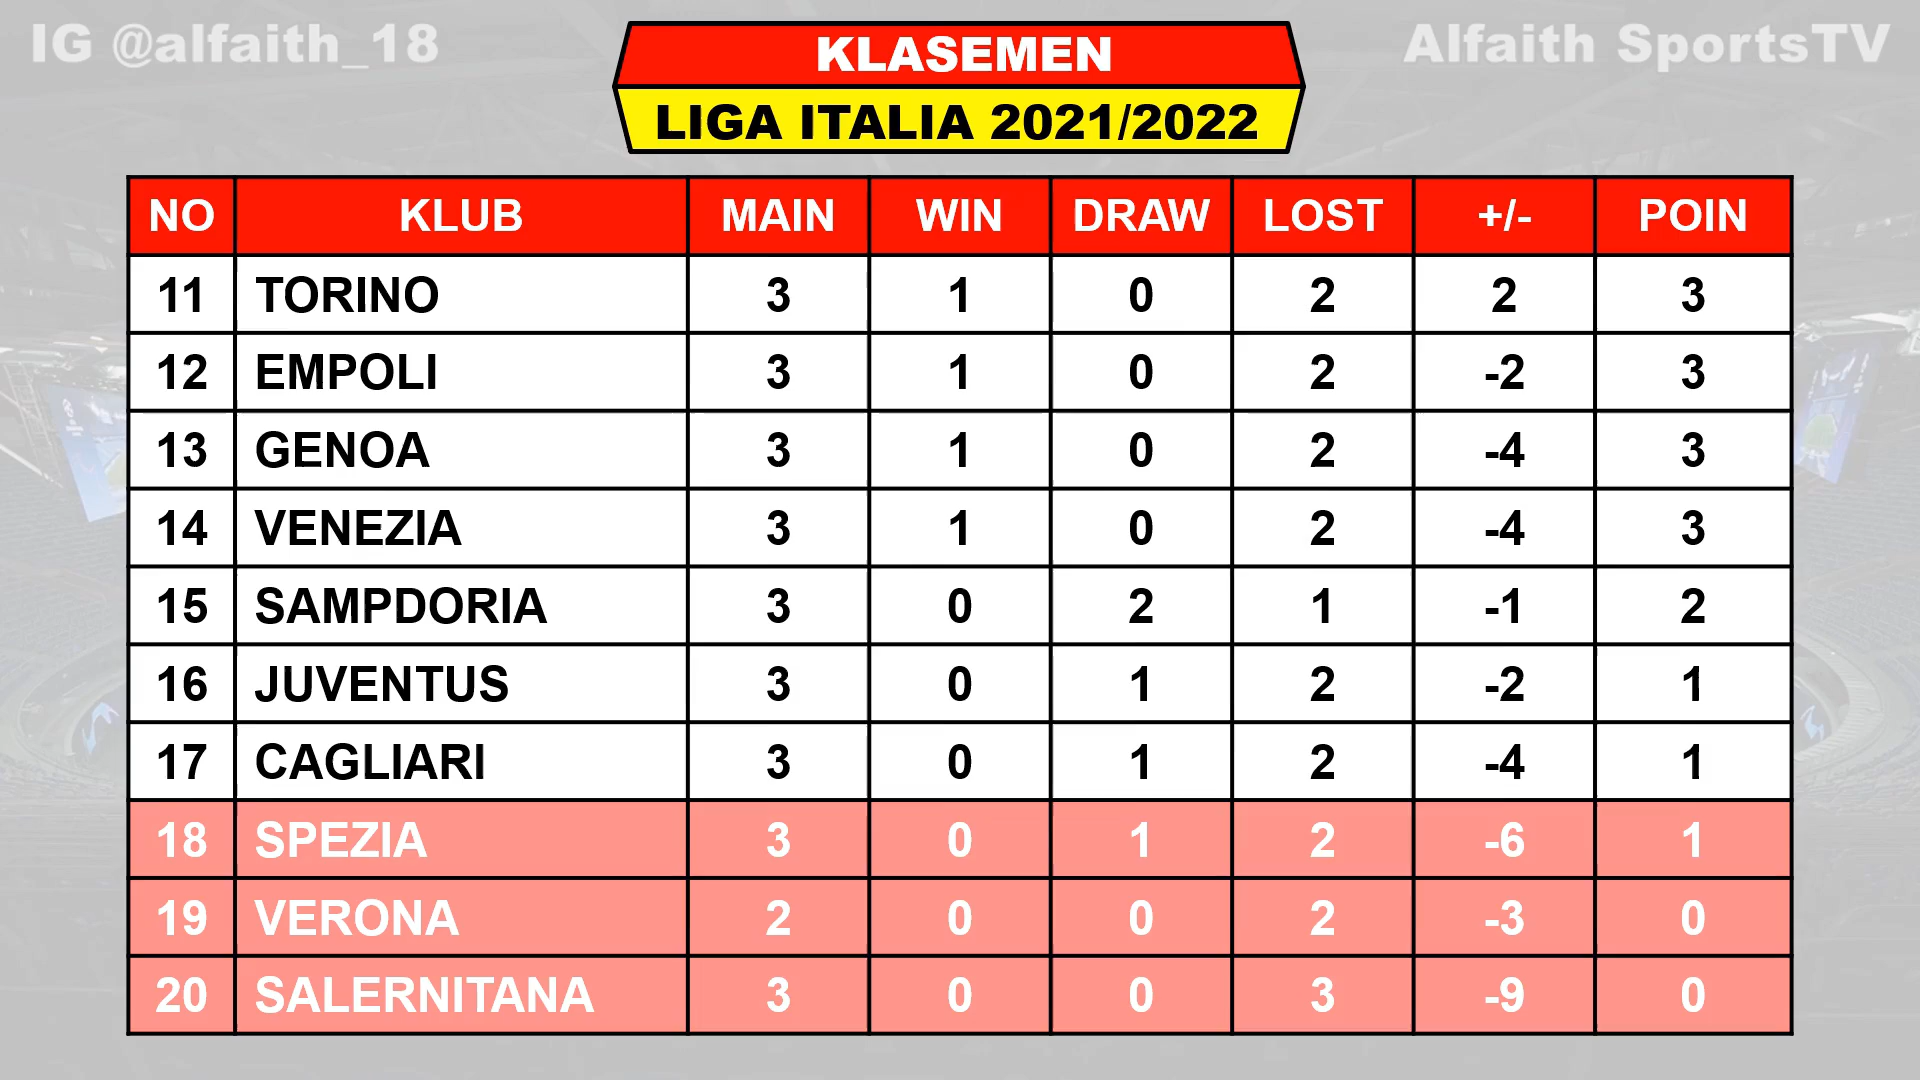 IG @alfaith_18
KLASEMEN
Alfaith SportsTV
LIGA ITALIA 2021/2022
NO KLUB MAIN WIN DRAW LOST +/- POIN
11 TORINO 3 1 0 2 2 3
12 EMPOLI 3 1 0 2 -2 3
13 GENOA 3 1 0 2 -4 3
14 VENEZIA 3 1 0 2 -4 3
15 SAMPDORIA 3 0 2 1 -1 2
16 JUVENTUS 3 0 1 2 -2 1
17 CAGLIARI 3 0 1 2 -4 1
18 SPEZIA 3 0 1 2 -6 1
19 VERONA 2 0 0 2 -3 0
20 SALERNITANA 3 0 0 3 -9 0